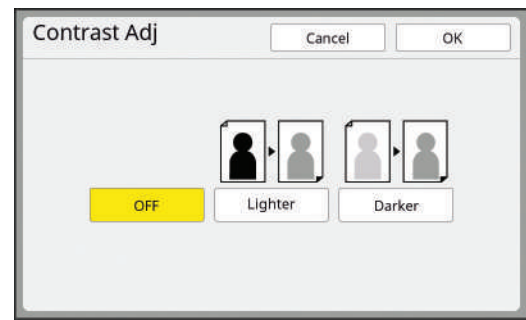 Contrast Adj
Cancel
OK
OFF
Lighter
Darker